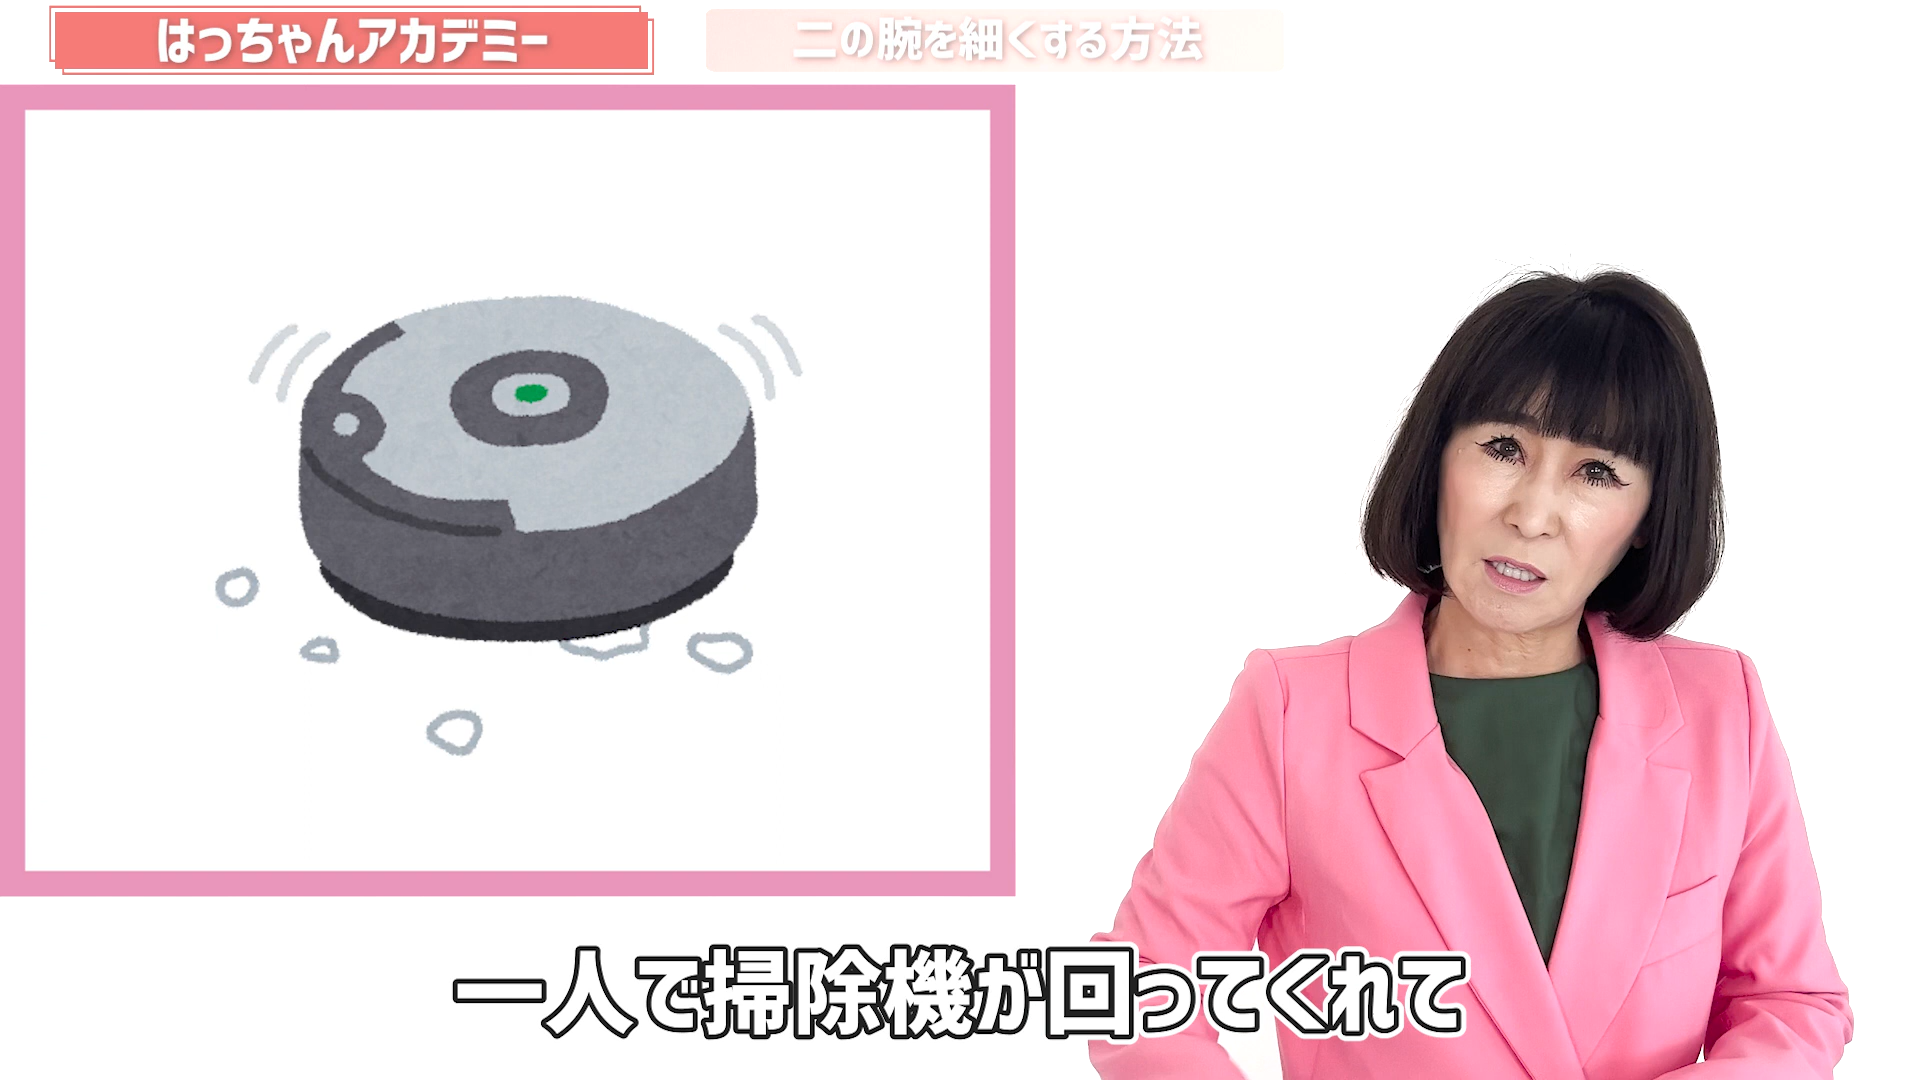 はっちゃんアカデミー
二の腕を細くする方法
一人で掃除機が回ってくれて